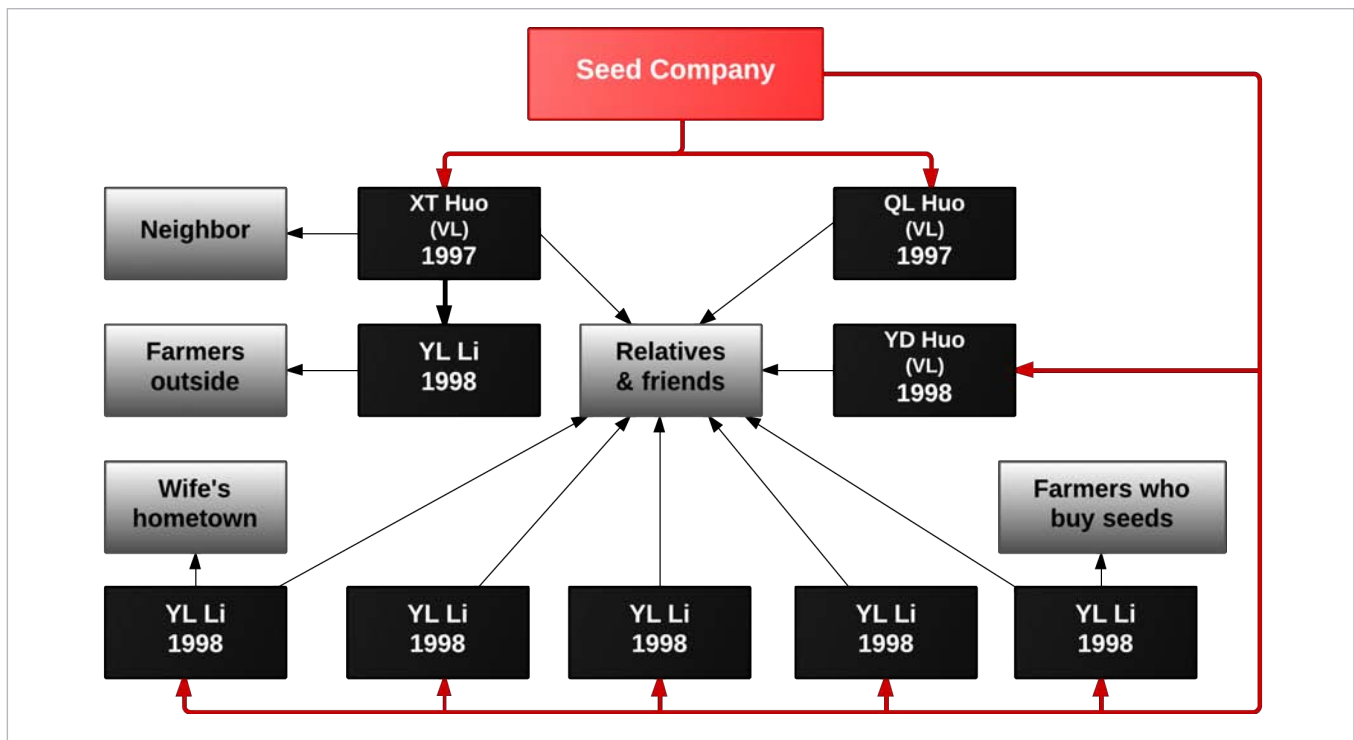 Seed Company
XT Huo
(VL)
1997
QL Huo
(VL)
1997
Neighbor
Farmers
outside
YL Li
1998
Relatives
& friends
YD Huo
(VL)
1998
Wife's
hometown
Farmers who
buy seeds
YL Li
1998
YL Li
1998
YL Li
1998
YL Li
1998
YL Li
1998